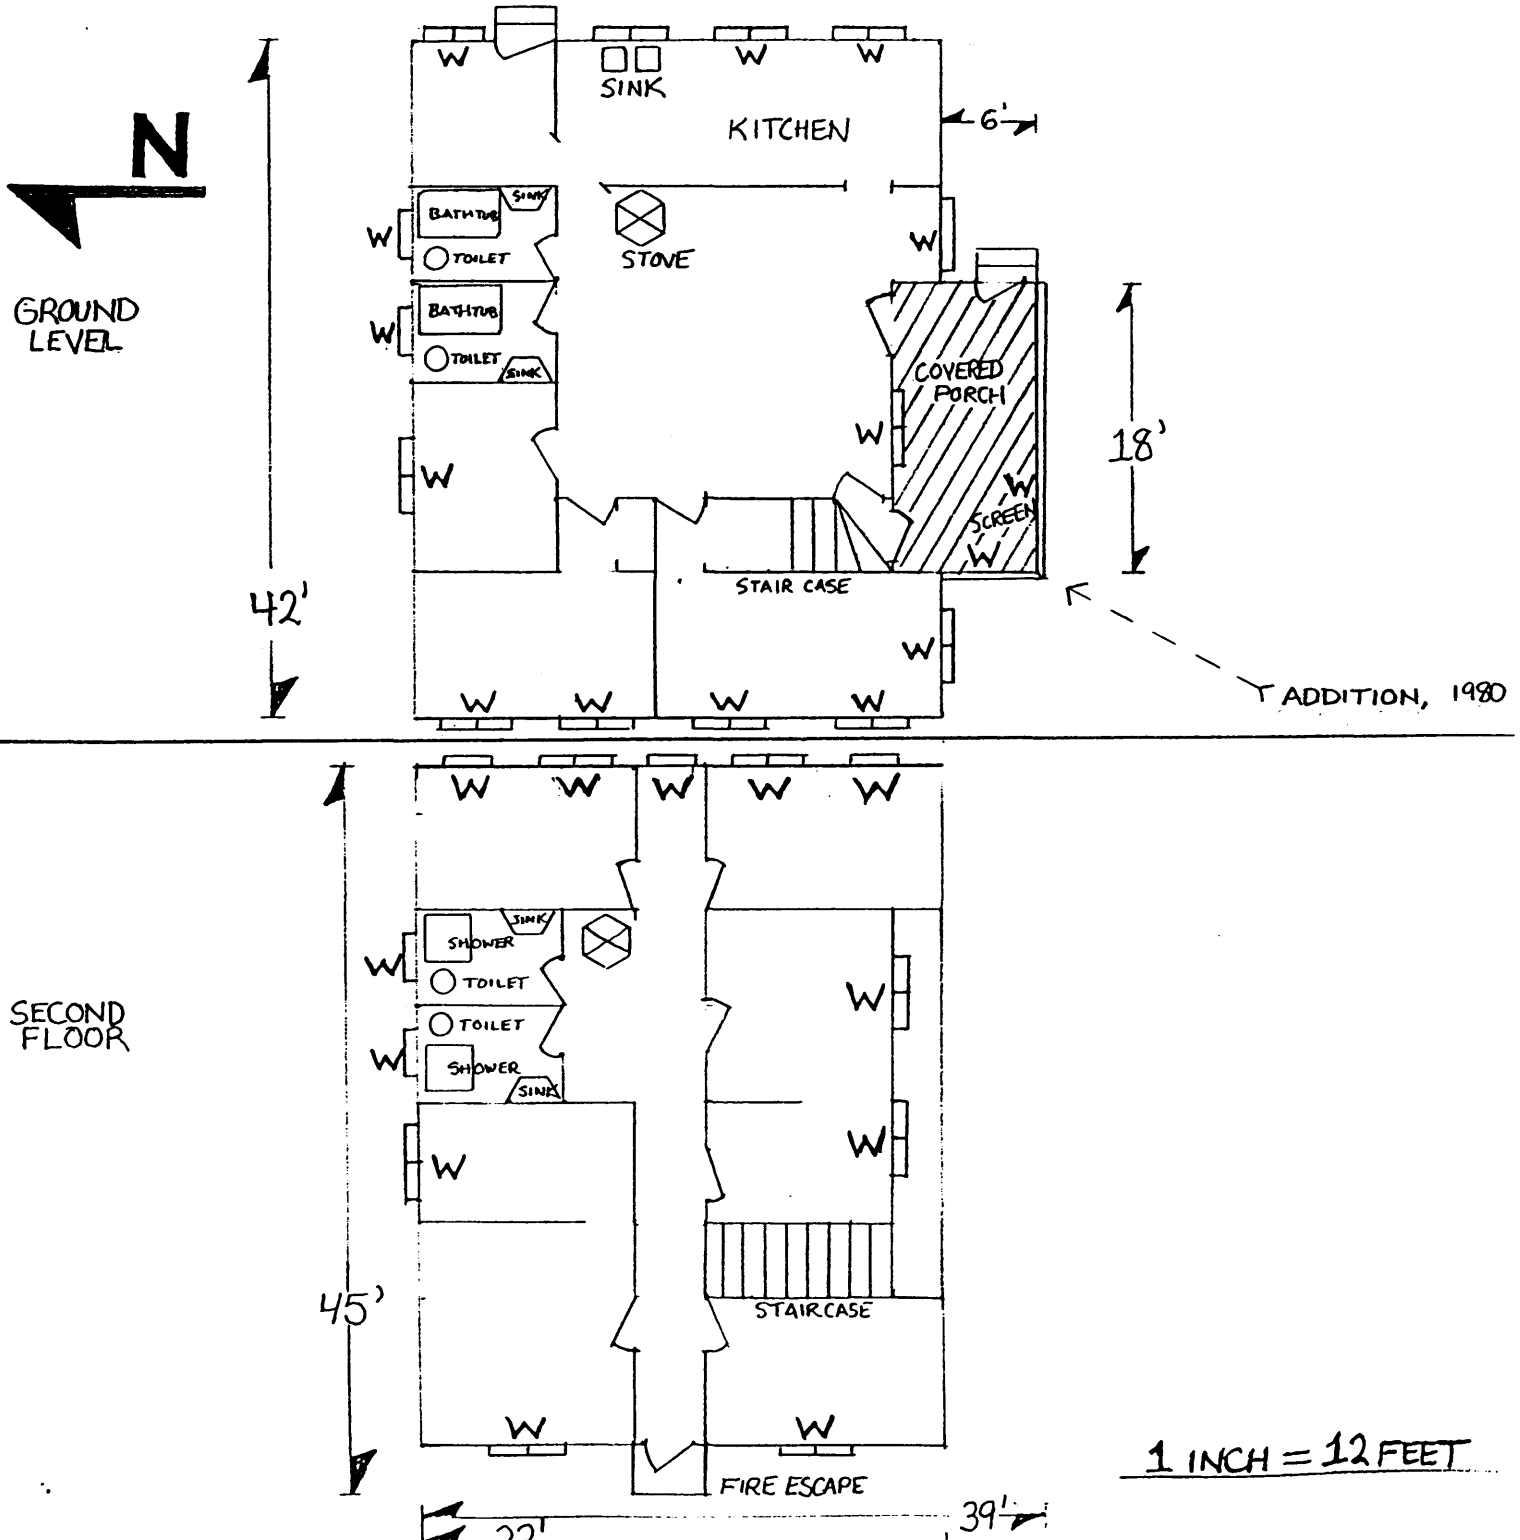 W
SINK
W
W
KITCHEN
6'
N
BATHTUB
SINK
W
TOILET
STOVE
W
GROUND
LEVEL
BATHTUB
W
TOILET
SINK
COVERED
PORCH
W
W
18'
W
SCREEN
W
STAIR CASE
42'
W
W
W
W
W
ADDITION, 1980
W
W
W
W
W
SINK
SHOWER
W
TOILET
W
SECOND
FLOOR
TOILET
W
SHOWER
SINK
W
W
45'
STAIRCASE
W
W
1 INCH = 12 FEET
FIRE ESCAPE
39'